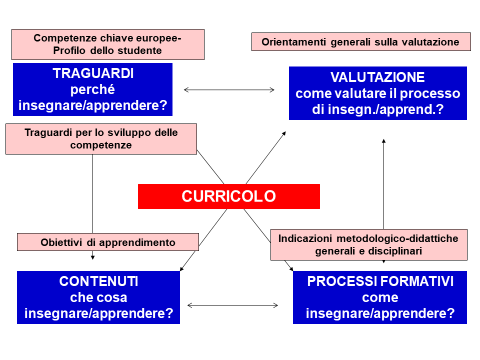 Competenze chiave europee-
Profilo dello studente
Orientamenti generali sulla valutazione
TRAGUARDI
perché
insegnare/apprendere?
VALUTAZIONE
come valutare il processo
di insegn./apprend.?
Traguardi per lo sviluppo delle
competenze
CURRICOLO
Obiettivi di apprendimento
Indicazioni metodologico-didattiche
generali e disciplinari
CONTENUTI
che cosa
insegnare/apprendere?
PROCESSI FORMATIVI
come
insegnare/apprendere?